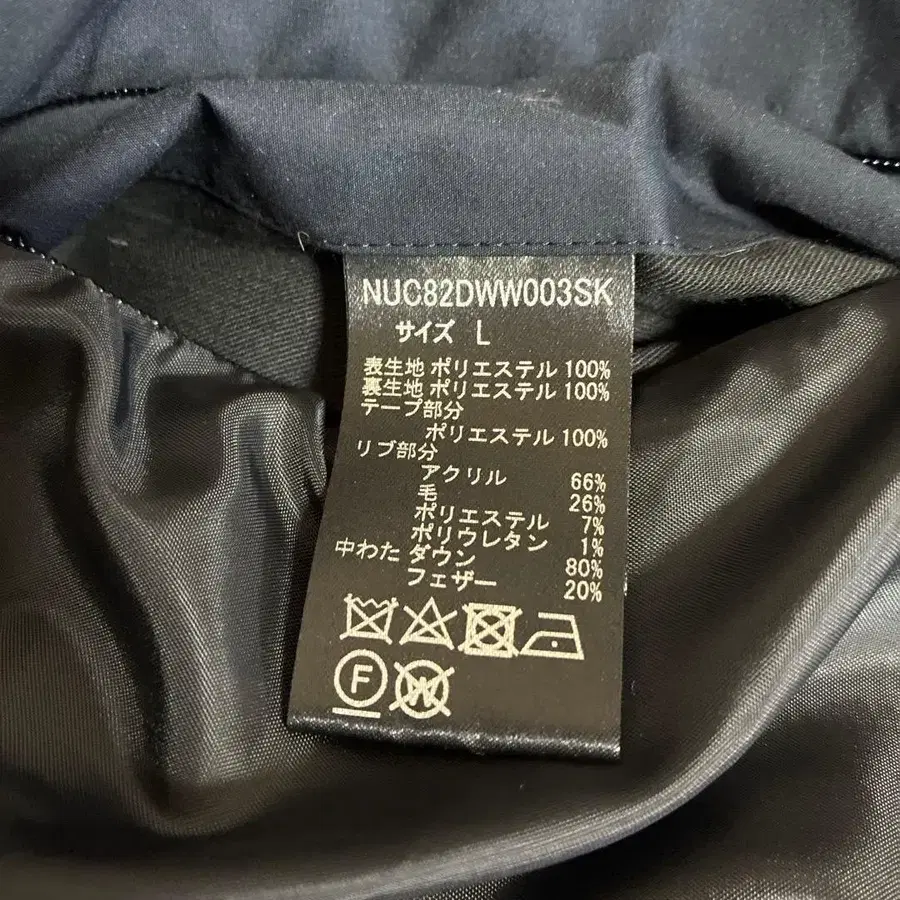 NUC82DWW003SK
サイズ L
表生地 ポリエステル 100%
裏生地 ポリエステル 100%
テープ部分
ポリエステル 100%
リブ部分
アクリル 66%
毛 26%
ポリエステル 7%
ポリウレタン 1%
中わた ダウン 80%
フェザー 20%
F W